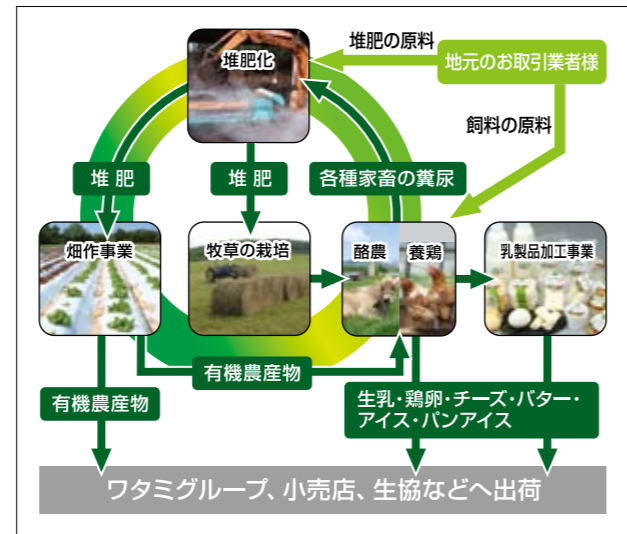 堆肥化
堆肥の原料
地元のお取引業者様
飼料の原料
堆 肥
堆 肥
各種家畜の糞尿
畑作事業
牧草の栽培
酪農
養鶏
乳製品加工事業
有機農産物
有機農産物
生乳・鶏卵・チーズ・バター・
アイス・パンアイス
ワタミグループ、小売店、生協などへ出荷